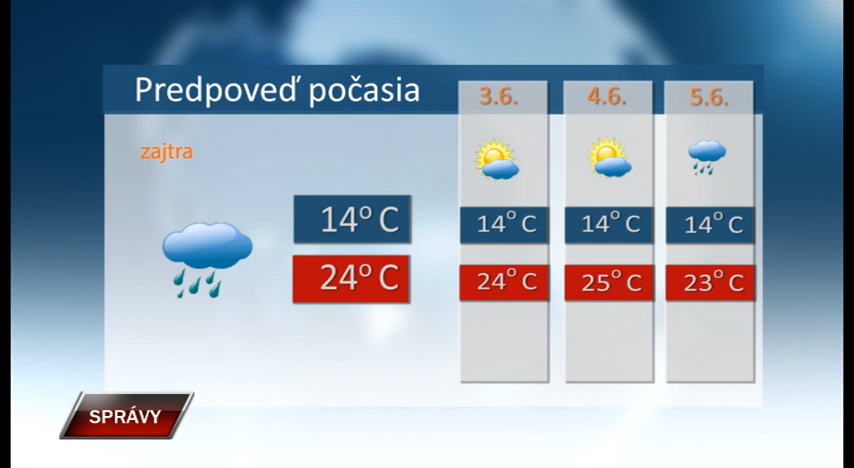 Predpoveď počasia
zajtra
14° C
24° C
3.6.
14° C
24° C
4.6.
14° C
25° C
5.6.
14° C
23° C
SPRÁVY